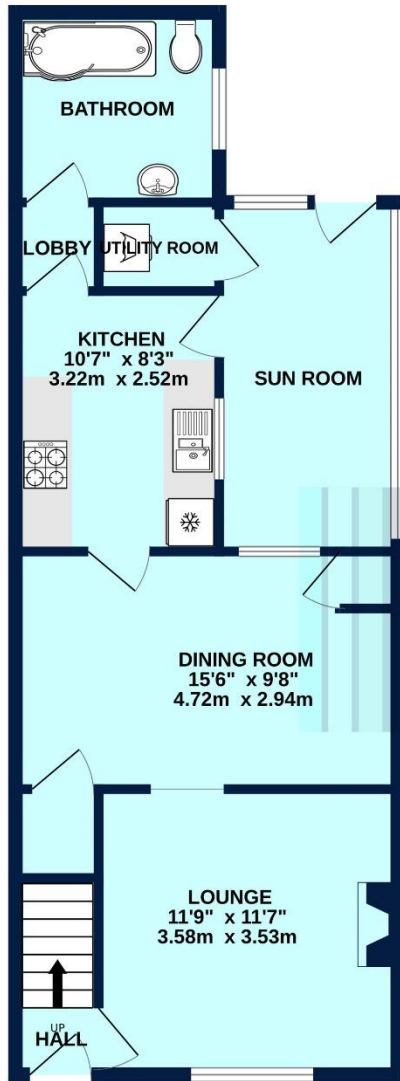 BATHROOM
LOBBY
UTILITY ROOM
KITCHEN
10'7" x 8'3"
3.22m x 2.52m
SUN ROOM
DINING ROOM
15'6" x 9'8"
4.72m x 2.94m
LOUNGE
11'9" x 11'7"
3.58m x 3.53m
UP
HALL